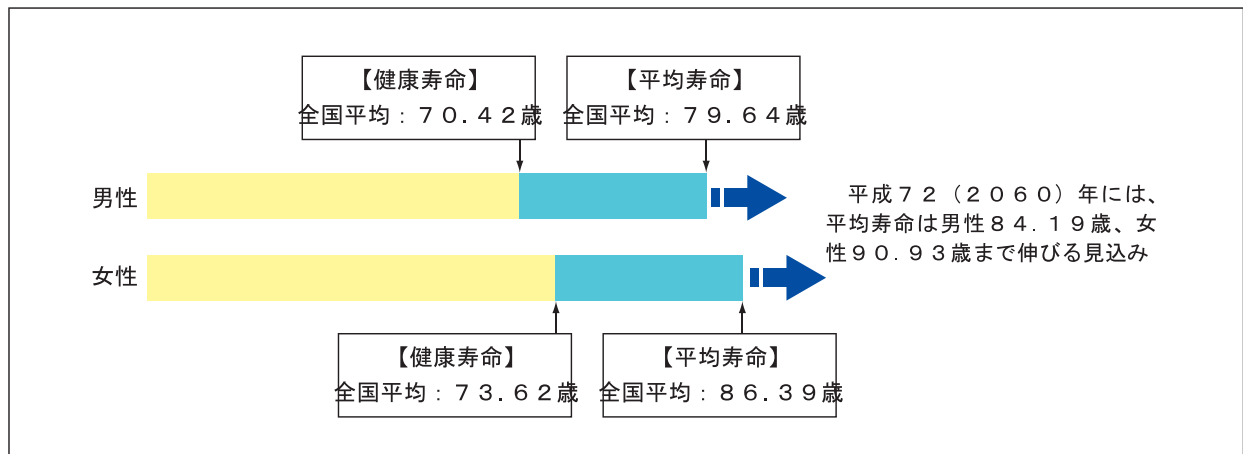 【健康寿命】
全国平均：７０.４２歳
【平均寿命】
全国平均：７９.６４歳
男性
平成７２（２０６０）年には、
平均寿命は男性８４.１９歳、女
性９０.９３歳まで伸びる見込み
女性
【健康寿命】
全国平均：７３.６２歳
【平均寿命】
全国平均：８６.３９歳